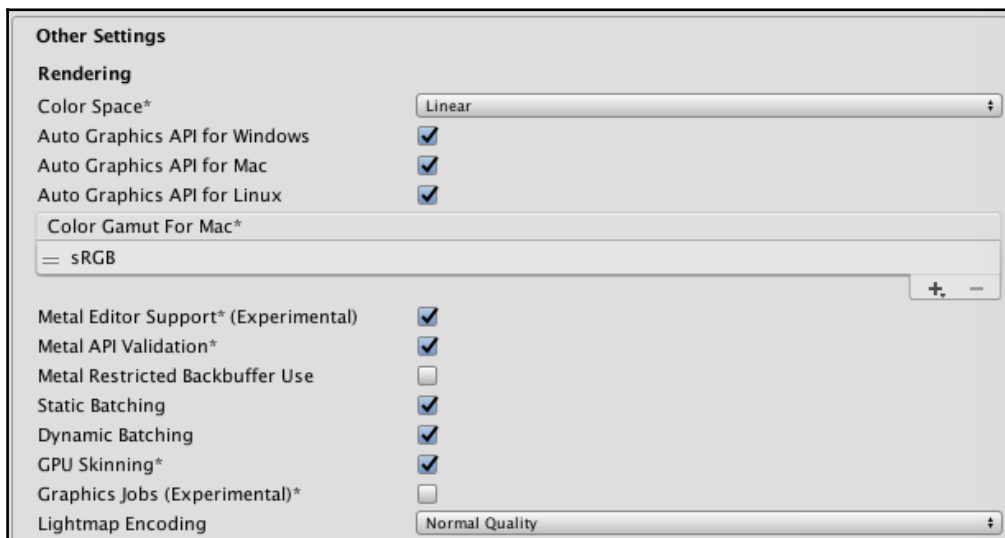 Other Settings
Rendering
Color Space* Linear
Auto Graphics API for Windows
Auto Graphics API for Mac
Auto Graphics API for Linux
Color Gamut For Mac*
sRGB
Metal Editor Support* (Experimental)
Metal API Validation*
Metal Restricted Backbuffer Use
Static Batching
Dynamic Batching
GPU Skinning*
Graphics Jobs (Experimental)*
Lightmap Encoding Normal Quality